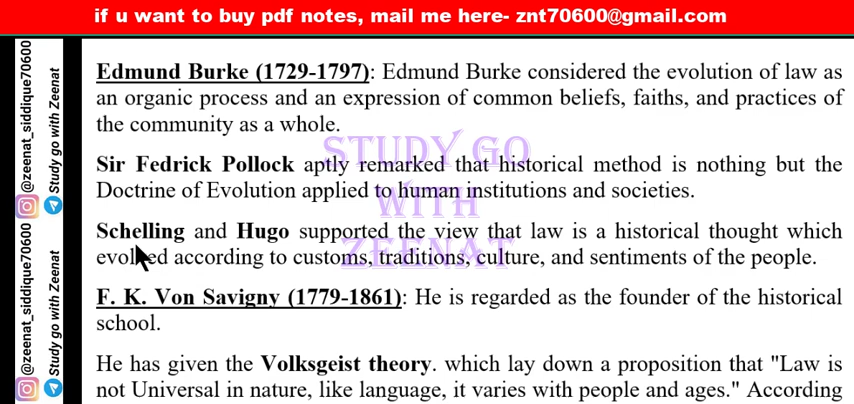 if u want to buy pdf notes, mail me here- znt70600@gmail.com
Edmund Burke (1729-1797): Edmund Burke considered the evolution of law as
an organic process and an expression of common beliefs, faiths, and practices of
the community as a whole.
Sir Fedrick Pollock aptly remarked that historical method is nothing but the
Doctrine of Evolution applied to human institutions and societies.
Schelling and Hugo supported the view that law is a historical thought which
evolved according to customs, traditions, culture, and sentiments of the people.
F. K. Von Savigny (1779-1861): He is regarded as the founder of the historical
school.
He has given the Volksgeist theory. which lay down a proposition that "Law is
not Universal in nature, like language, it varies with people and ages." According
STUDY GO
WITH
ZEENAT
@zeenat_siddique70600
Study go with Zeenat
@zeenat_siddique70600
Study go with Zeenat